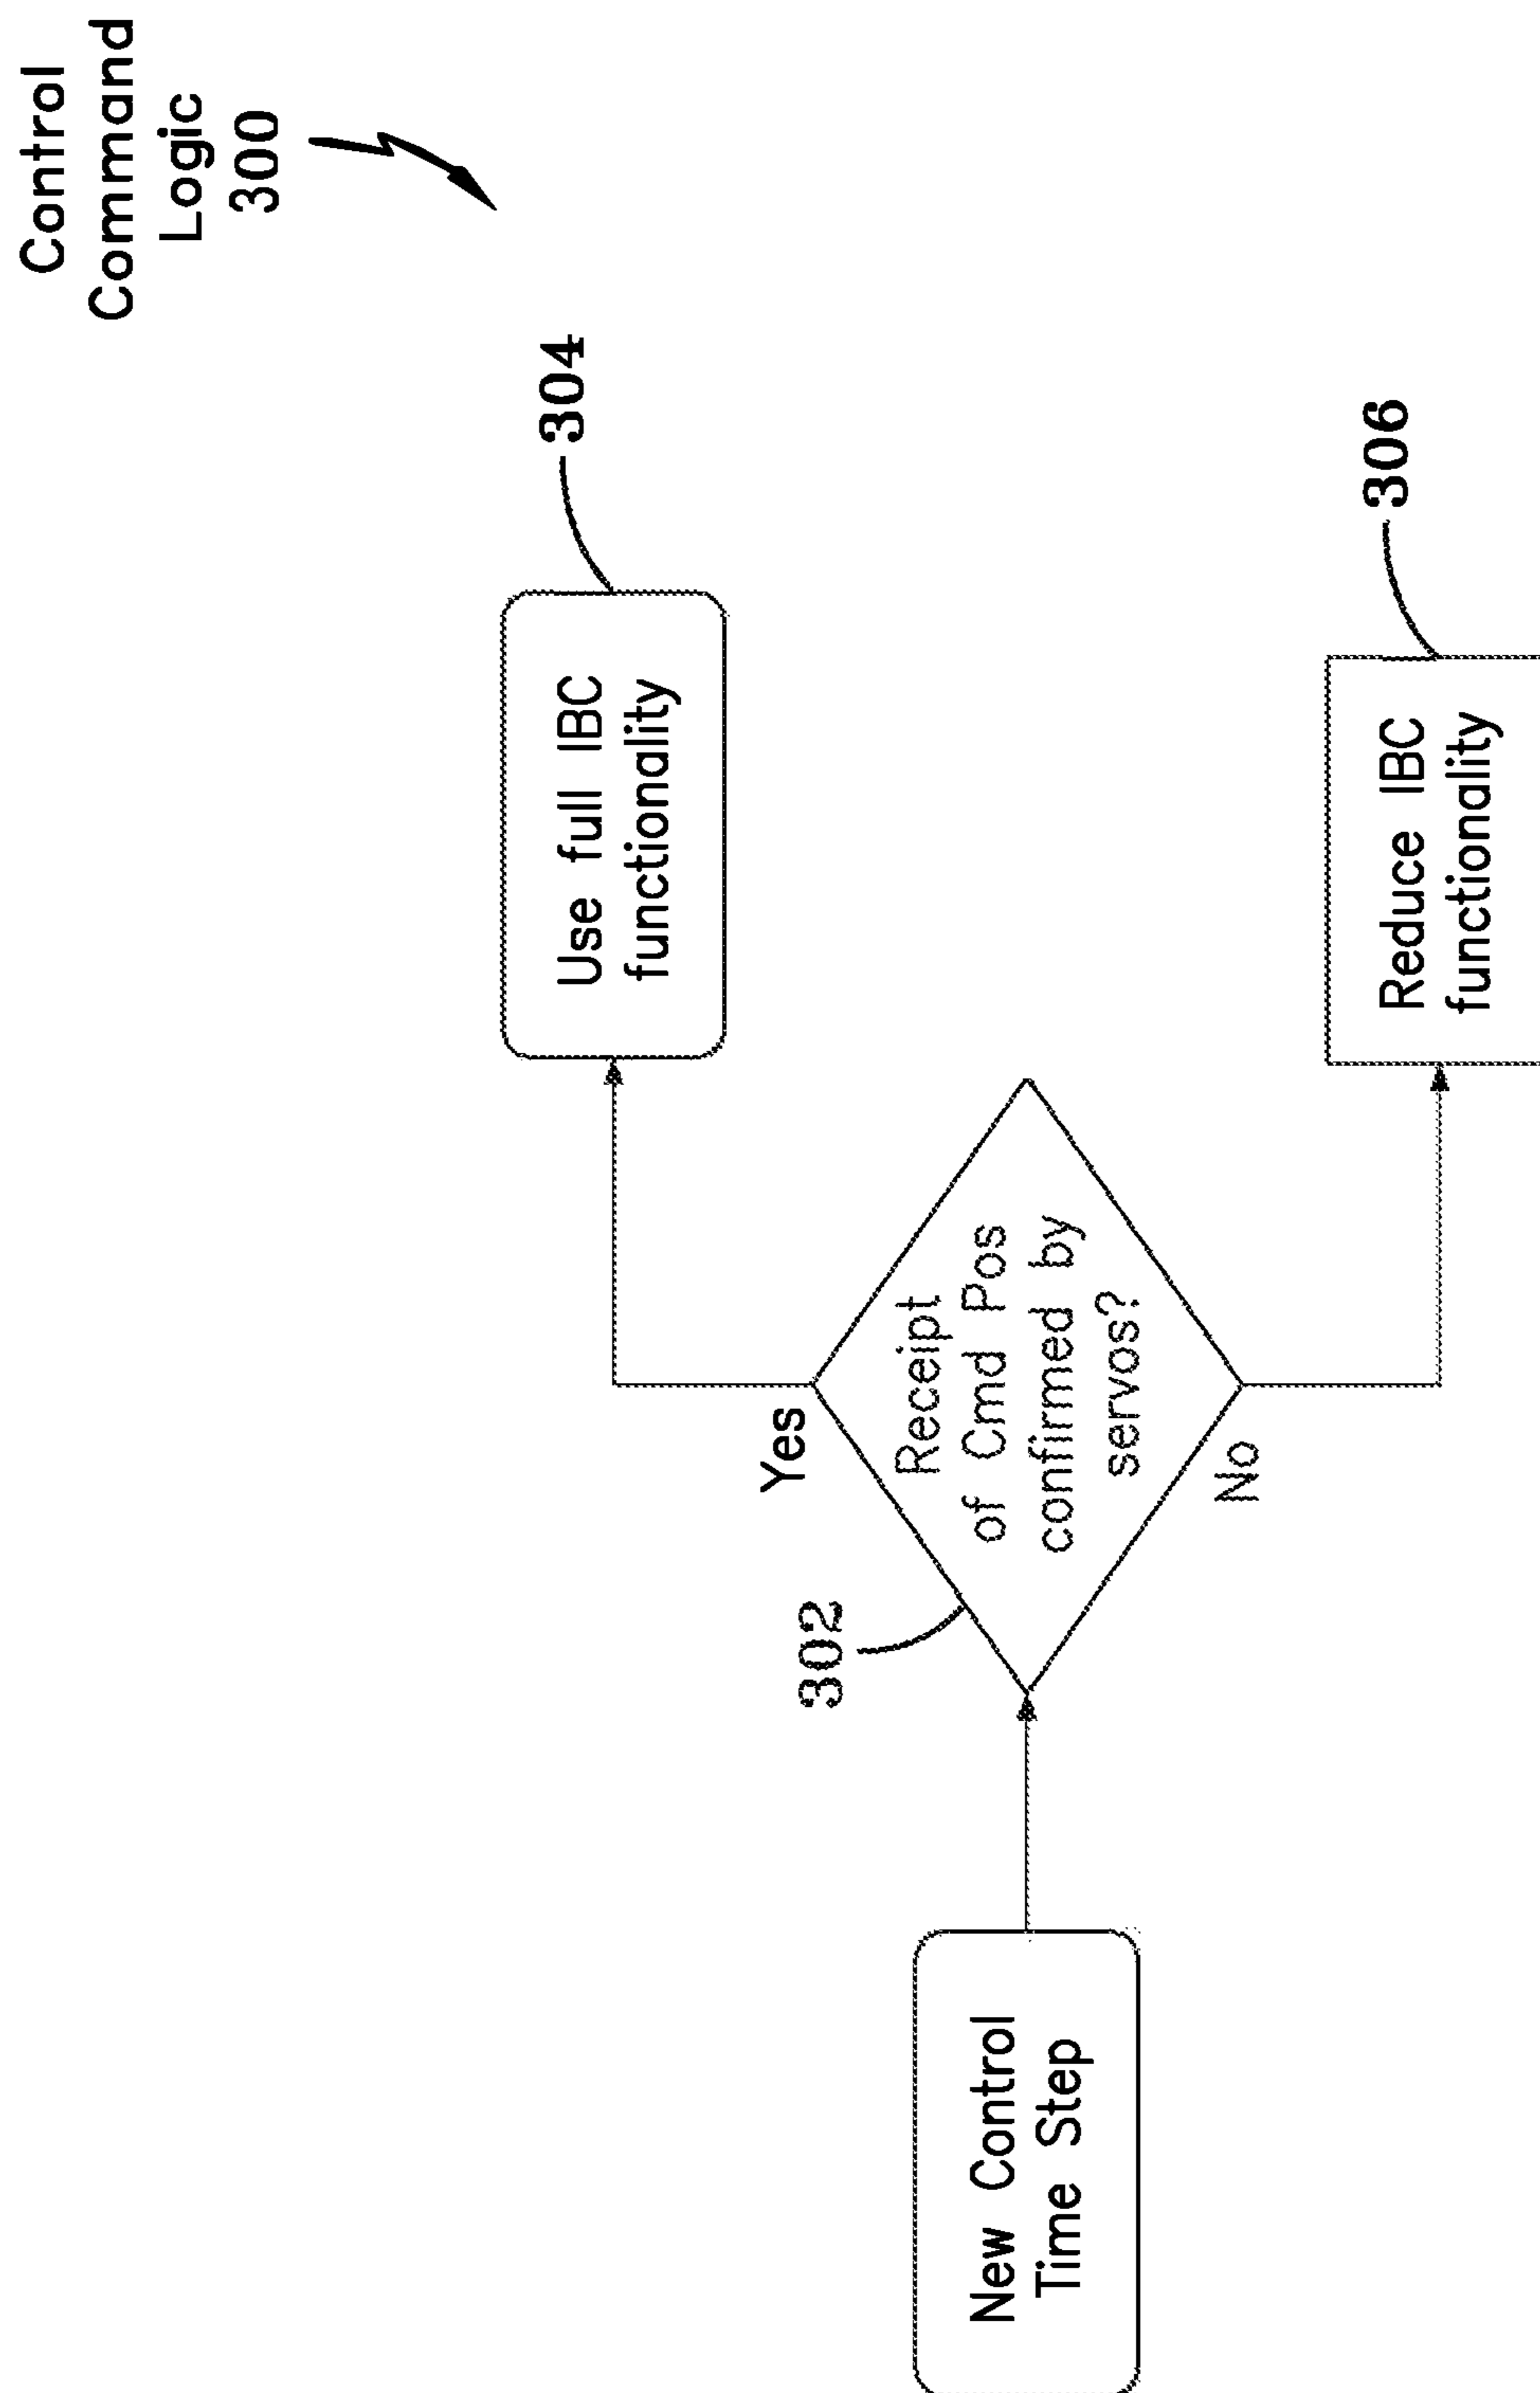 Control
Command
Logic
300
New Control
Time Step
302
Receipt
of Cmd Pos
confirmed by
servos?
Yes
No
Use full IBC
functionality
304
Reduce IBC
functionality
306